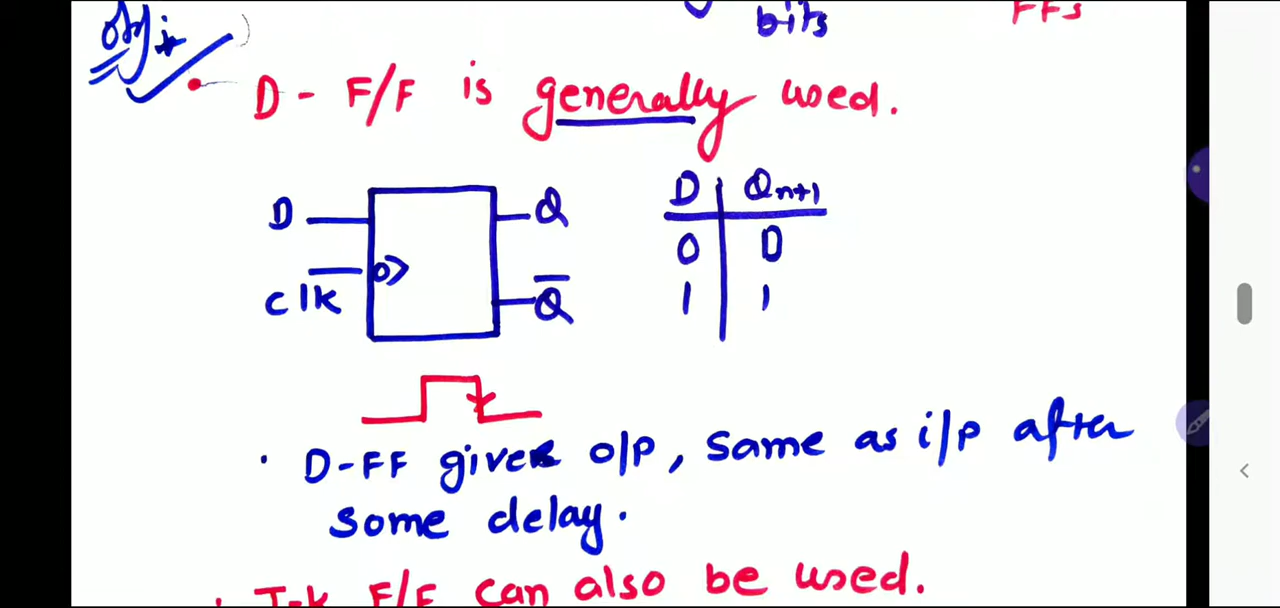 Obj
bits FFs
• D - F/F is generally used.
D Q
clk Q̅
D Qn+1
0 0
1 1
• D-FF gives o/p, same as i/p after
some delay.
• J-k F/F can also be used.